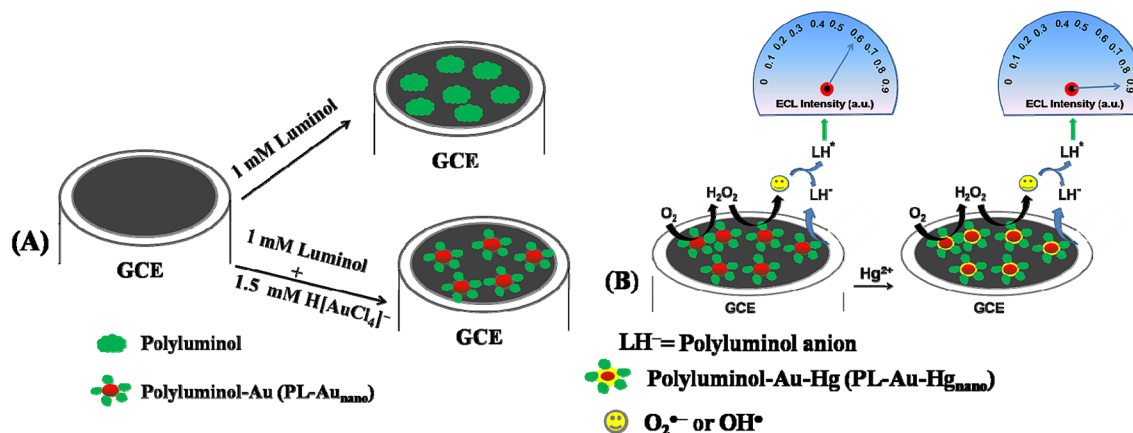 (A)
GCE
1 mM Luminol
GCE
1 mM Luminol
+
1.5 mM H[AuCl₄]⁻
GCE
Polyluminol
Polyluminol-Au (PL-Auₙₐₙₒ)
(B)
0 0.1 0.2 0.3 0.4 0.5 0.6 0.7 0.8 0.9
ECL Intensity (a.u.)
LH*
LH⁻
H₂O₂
O₂
GCE
Hg²⁺
0 0.1 0.2 0.3 0.4 0.5 0.6 0.7 0.8 0.9
ECL Intensity (a.u.)
LH*
LH⁻
H₂O₂
O₂
GCE
LH⁻= Polyluminol anion
Polyluminol-Au-Hg (PL-Au-Hgₙₐₙₒ)
O₂•⁻ or OH•